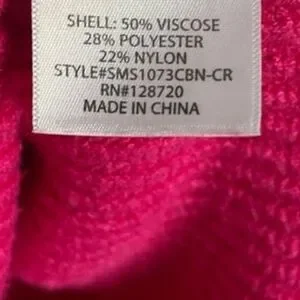 SHELL: 50% VISCOSE
28% POLYESTER
22% NYLON
STYLE#SMS1073CBN-CR
RN#128720
MADE IN CHINA